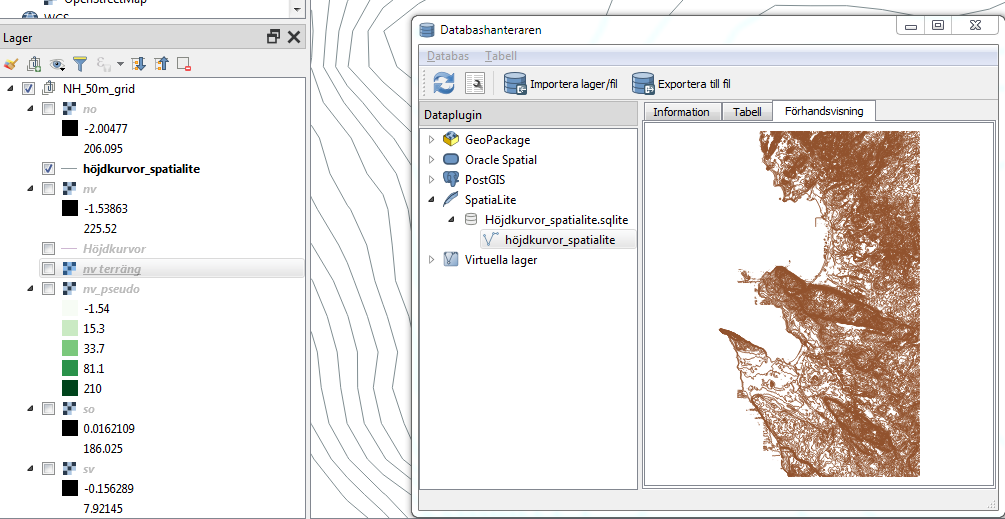 OpenStreetMap
WCS
Lager
NH_50m_grid
no
-2.00477
206.095
höjdkurvor_spatialite
nv
-1.53863
225.52
Höjdkurvor
nv terräng
nv_pseudo
-1.54
15.3
33.7
81.1
210
so
0.0162109
186.025
sv
-0.156289
7.92145
Databashanteraren
Databas Tabell
Importera lager/fil Exportera till fil
Dataplugin
GeoPackage
Oracle Spatial
PostGIS
SpatiaLite
Höjdkurvor_spatialite.sqlite
höjdkurvor_spatialite
Virtuella lager
Information Tabell Förhandsvisning